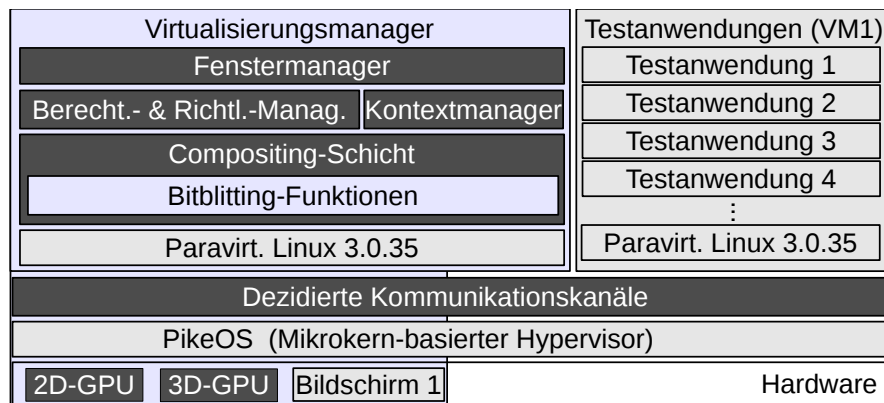 Virtualisierungsmanager
Fenstermanager
Berecht.- & Richtl.-Manag. Kontextmanager
Compositing-Schicht
Bitblitting-Funktionen
Paravirt. Linux 3.0.35
Testanwendungen (VM1)
Testanwendung 1
Testanwendung 2
Testanwendung 3
Testanwendung 4
...
Paravirt. Linux 3.0.35
Dezidierte Kommunikationskanäle
PikeOS (Mikrokern-basierter Hypervisor)
2D-GPU 3D-GPU Bildschirm 1 Hardware